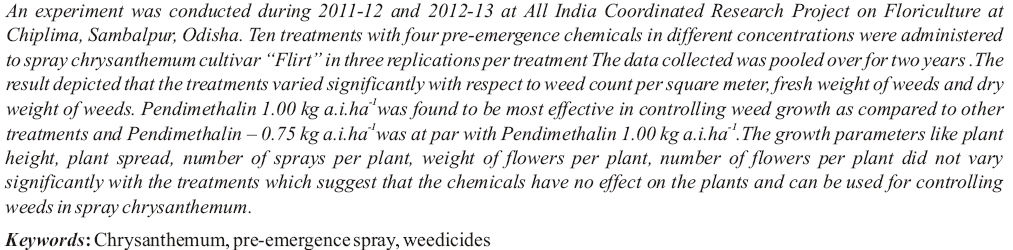 An experiment was conducted during 2011-12 and 2012-13 at All India Coordinated Research Project on Floriculture at
Chiplima, Sambalpur, Odisha. Ten treatments with four pre-emergence chemicals in different concentrations were administered
to spray chrysanthemum cultivar “Flirt” in three replications per treatment The data collected was pooled over for two years .The
result depicted that the treatments varied significantly with respect to weed count per square meter, fresh weight of weeds and dry
weight of weeds. Pendimethalin 1.00 kg a.i.ha⁻¹was found to be most effective in controlling weed growth as compared to other
treatments and Pendimethalin – 0.75 kg a.i.ha⁻¹was at par with Pendimethalin 1.00 kg a.i.ha⁻¹.The growth parameters like plant
height, plant spread, number of sprays per plant, weight of flowers per plant, number of flowers per plant did not vary
significantly with the treatments which suggest that the chemicals have no effect on the plants and can be used for controlling
weeds in spray chrysanthemum.
Keywords: Chrysanthemum, pre-emergence spray, weedicides